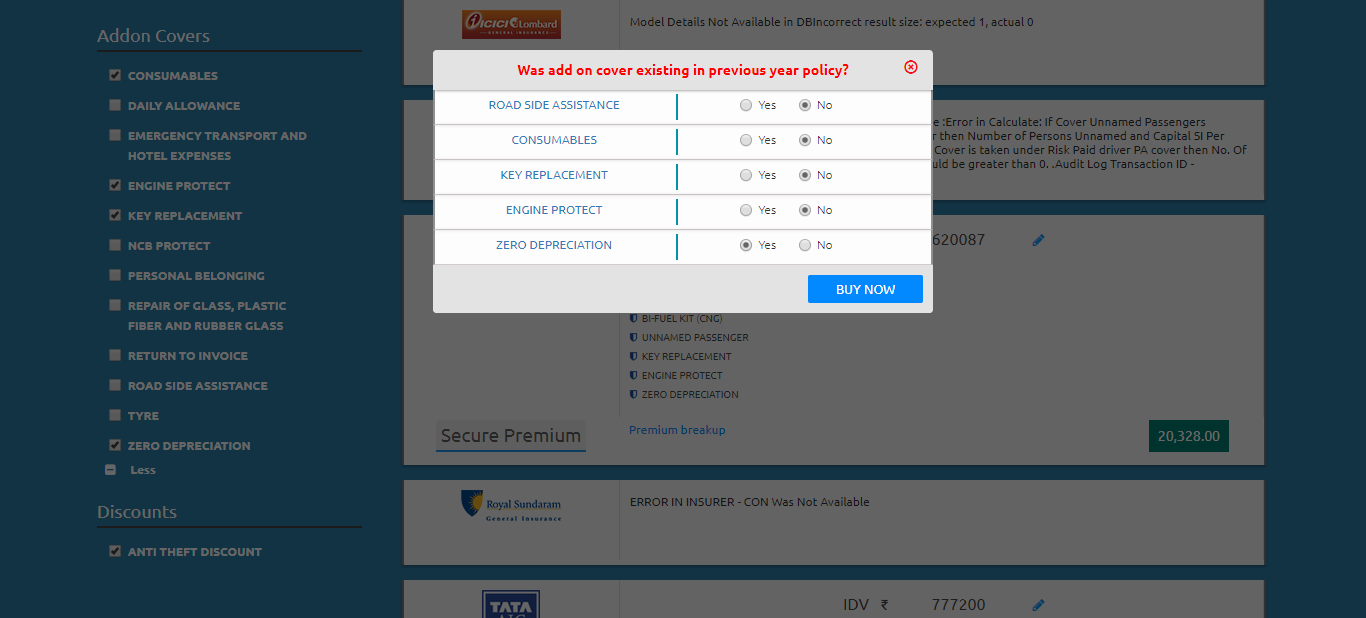 Addon Covers
CONSUMABLES
DAILY ALLOWANCE
EMERGENCY TRANSPORT AND
HOTEL EXPENSES
ENGINE PROTECT
KEY REPLACEMENT
NCB PROTECT
PERSONAL BELONGING
REPAIR OF GLASS, PLASTIC
FIBER AND RUBBER GLASS
RETURN TO INVOICE
ROAD SIDE ASSISTANCE
TYRE
ZERO DEPRECIATION
Less
Discounts
ANTI THEFT DISCOUNT
ICICI Lombard
GENERAL INSURANCE
Model Details Not Available in DBIncorrect result size: expected 1, actual 0
Was add on cover existing in previous year policy?
ROAD SIDE ASSISTANCE Yes No
CONSUMABLES Yes No
KEY REPLACEMENT Yes No
ENGINE PROTECT Yes No
ZERO DEPRECIATION Yes No
BUY NOW
e :Error in Calculate: If Cover Unnamed Passengers
r then Number of Persons Unnamed and Capital SI Per
Cover is taken under Risk Paid driver PA cover then No. Of
uld be greater than 0. .Audit Log Transaction ID -
620087
BI-FUEL KIT (CNG)
UNNAMED PASSENGER
KEY REPLACEMENT
ENGINE PROTECT
ZERO DEPRECIATION
Secure Premium
Premium breakup
20,328.00
Royal Sundaram
General Insurance
ERROR IN INSURER - CON Was Not Available
TATA
AIG
IDV ₹ 777200